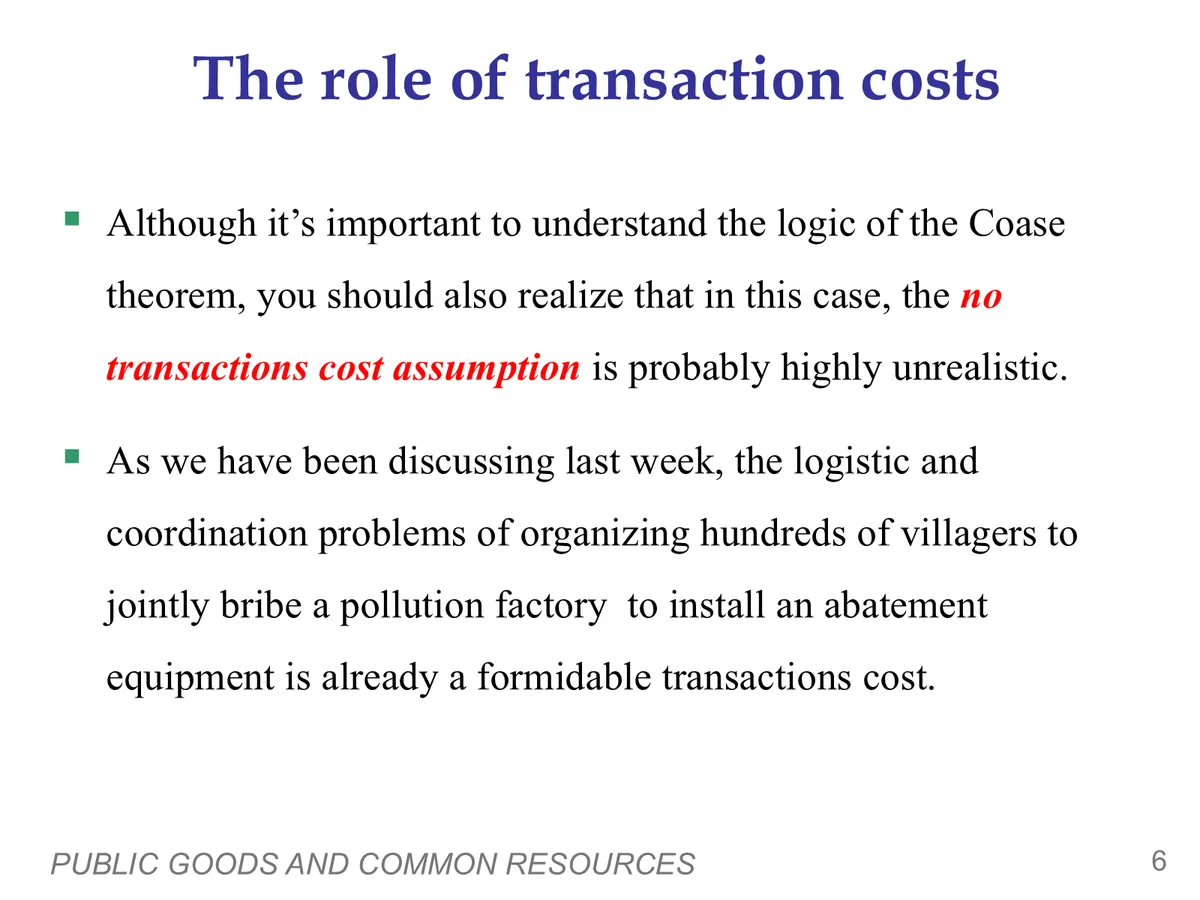 The role of transaction costs
Although it’s important to understand the logic of the Coase
theorem, you should also realize that in this case, the no
transactions cost assumption is probably highly unrealistic.
As we have been discussing last week, the logistic and
coordination problems of organizing hundreds of villagers to
jointly bribe a pollution factory  to install an abatement
equipment is already a formidable transactions cost.
PUBLIC GOODS AND COMMON RESOURCES
6